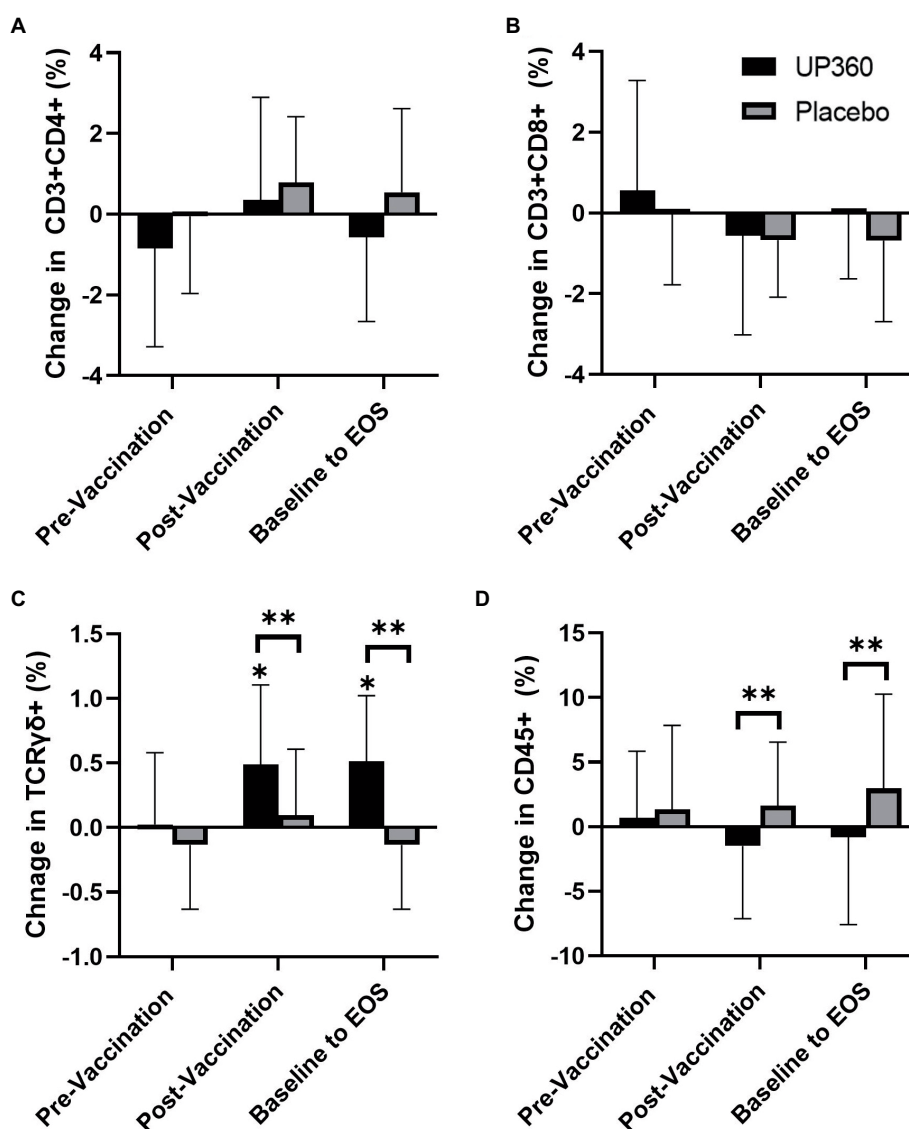 A
Change in CD3+CD4+ (%)
4
2
0
-2
-4
Pre-Vaccination
Post-Vaccination
Baseline to EOS
B
Change in CD3+CD8+ (%)
4
2
0
-2
-4
UP360
Placebo
Pre-Vaccination
Post-Vaccination
Baseline to EOS
C
Chnage in TCRγδ+ (%)
1.5
1.0
0.5
0.0
-0.5
-1.0
**
*
**
*
Pre-Vaccination
Post-Vaccination
Baseline to EOS
D
Change in CD45+ (%)
15
10
5
0
-5
-10
**
**
Pre-Vaccination
Post-Vaccination
Baseline to EOS